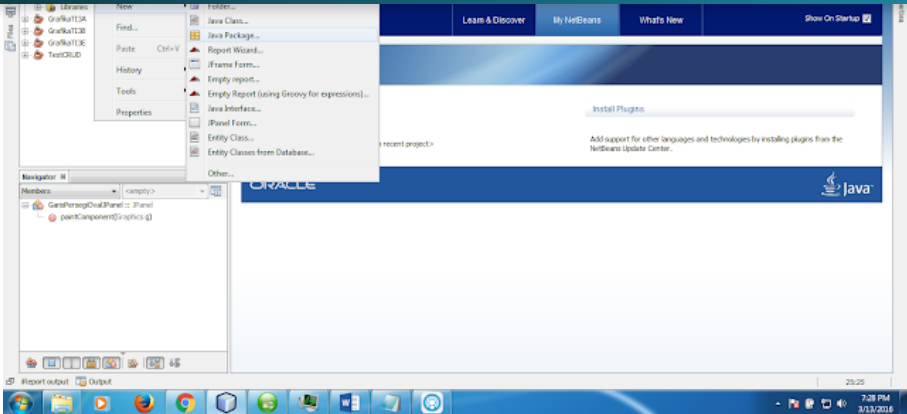 Files
Libraries
GrafikaTI3A
GrafikaTI3B
GrafikaTI3E
TestCRUD
New
Find...
Paste Ctrl+V
History
Tools
Properties
Folder...
Java Class...
Java Package...
Report Wizard...
JFrame Form...
Empty report...
Empty Report (using Groovy for expressions)...
Java Interface...
JPanel Form...
Entity Class...
Entity Classes from Database...
Other...
Learn & Discover
My NetBeans
What's New
Show On Startup
Install Plugins
recent project>
Add support for other languages and technologies by installing plugins from the
NetBeans Update Center.
ORACLE
Java
Navigator
Members
<empty>
GarisPersegiOvalJPanel :: JPanel
paintComponent(Graphics g)
iReport output
Output
25:25
7:28 PM
3/13/2016